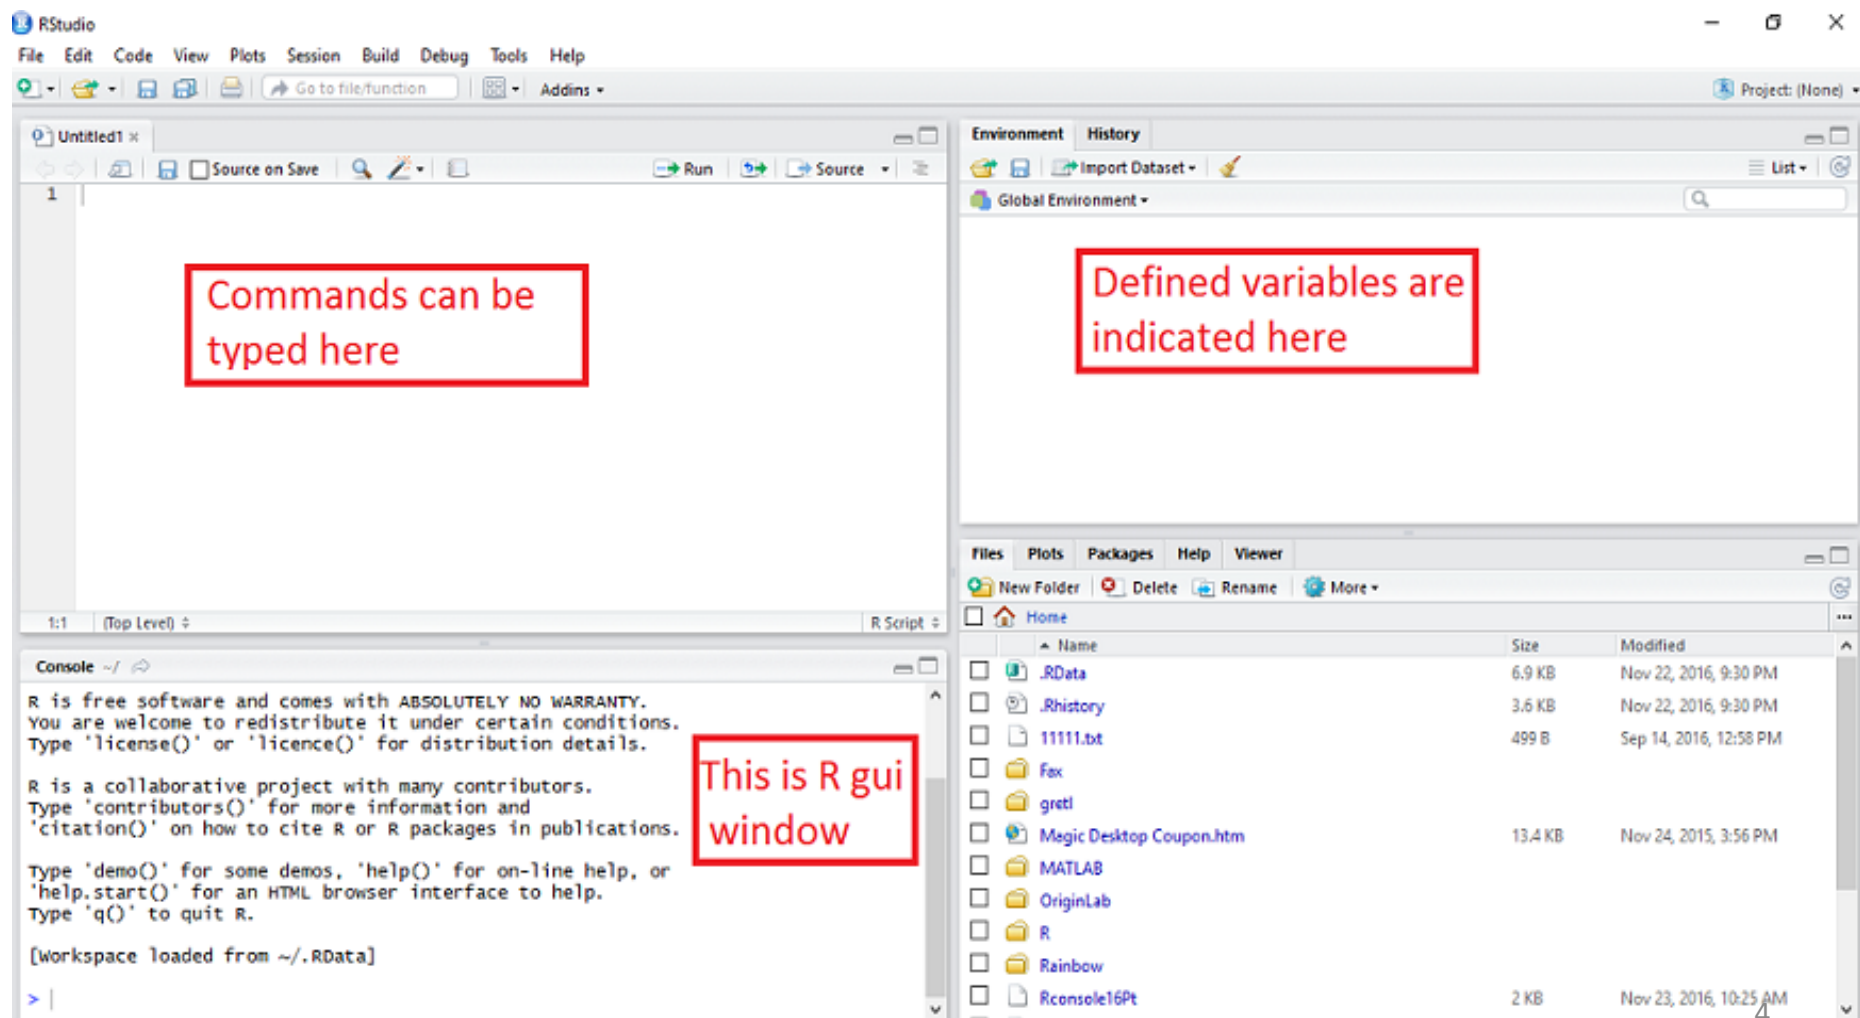 RStudio
File Edit Code View Plots Session Build Debug Tools Help
Go to file/function Addins Project: (None)
Untitled1
Source on Save Run Source
1
Commands can be
typed here
1:1 (Top Level) R Script
Console ~/
R is free software and comes with ABSOLUTELY NO WARRANTY.
You are welcome to redistribute it under certain conditions.
Type 'license()' or 'licence()' for distribution details.
R is a collaborative project with many contributors.
Type 'contributors()' for more information and
'citation()' on how to cite R or R packages in publications.
Type 'demo()' for some demos, 'help()' for on-line help, or
'help.start()' for an HTML browser interface to help.
Type 'q()' to quit R.
[Workspace loaded from ~/.RData]
>
This is R gui
window
Environment History
Import Dataset List
Global Environment
Defined variables are
indicated here
Files Plots Packages Help Viewer
New Folder Delete Rename More
Home ...
Name Size Modified
.RData 6.9 KB Nov 22, 2016, 9:30 PM
.Rhistory 3.6 KB Nov 22, 2016, 9:30 PM
11111.txt 499 B Sep 14, 2016, 12:58 PM
Fax
gretl
Magic Desktop Coupon.htm 13.4 KB Nov 24, 2015, 3:56 PM
MATLAB
OriginLab
R
Rainbow
Rconsole16Pt 2 KB Nov 23, 2016, 10:25 AM
4